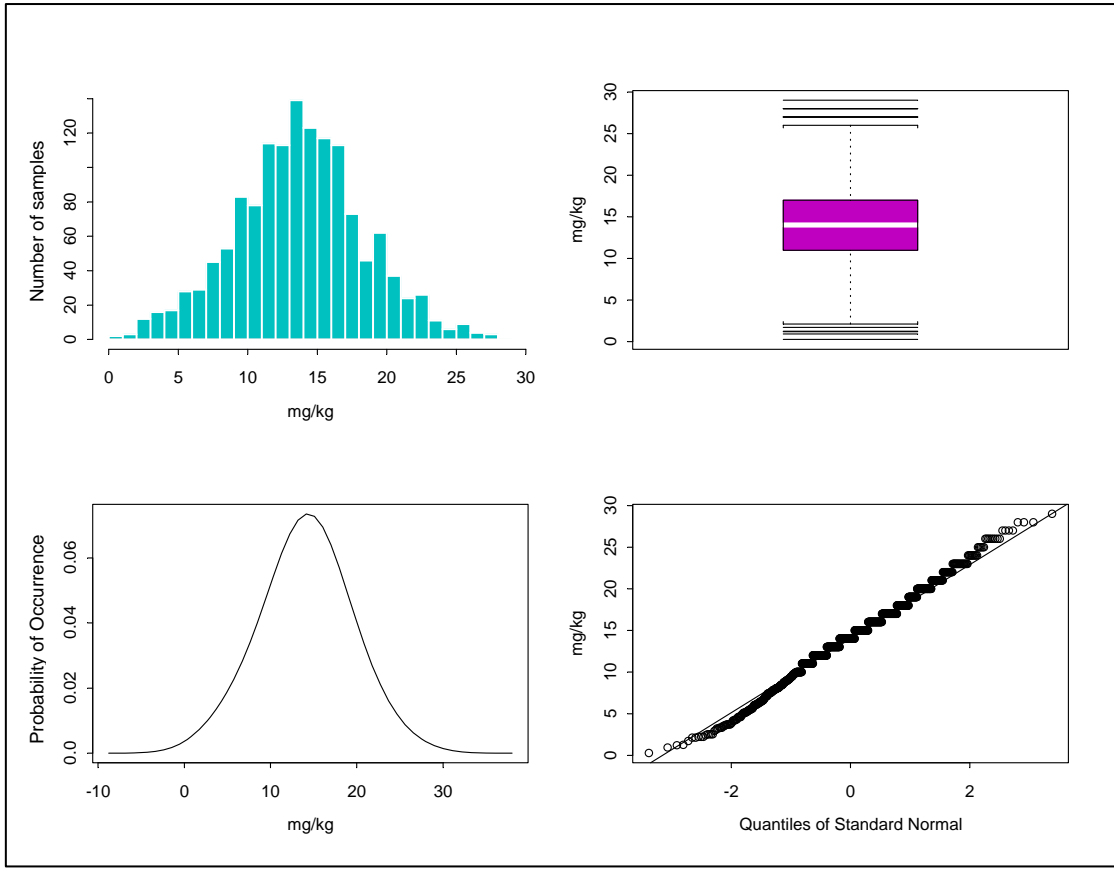 Number of samples
0 20 40 60 80 120
0 5 10 15 20 25 30
mg/kg
mg/kg
0 5 10 15 20 25 30
Probability of Occurrence
0.0 0.02 0.04 0.06
-10 0 10 20 30
mg/kg
mg/kg
0 5 10 15 20 25 30
-2 0 2
Quantiles of Standard Normal